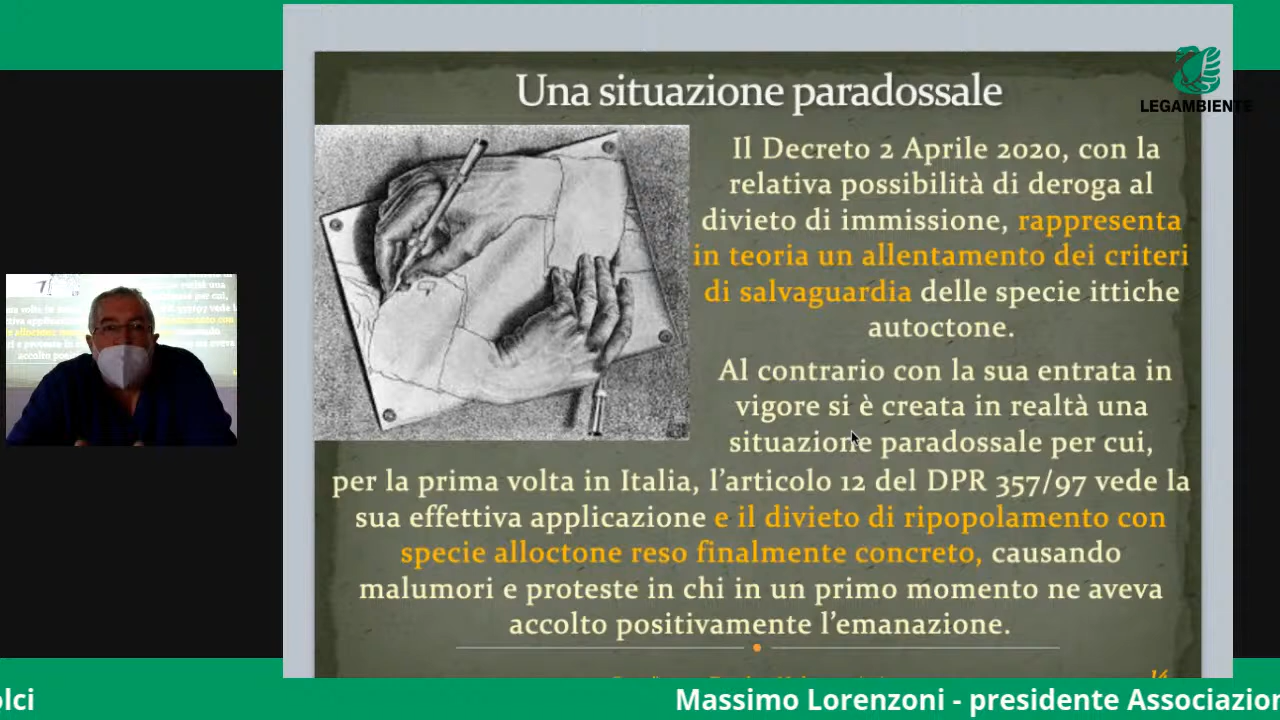 Una situazione paradossale
LEGAMBIENTE
Il Decreto 2 Aprile 2020, con la
relativa possibilità di deroga al
divieto di immissione, rappresenta
in teoria un allentamento dei criteri
di salvaguardia delle specie ittiche
autoctone.
Al contrario con la sua entrata in
vigore si è creata in realtà una
situazione paradossale per cui,
per la prima volta in Italia, l’articolo 12 del DPR 357/97 vede la
sua effettiva applicazione e il divieto di ripopolamento con
specie alloctone reso finalmente concreto, causando
malumori e proteste in chi in un primo momento ne aveva
accolto positivamente l’emanazione.
olci
Massimo Lorenzoni - presidente Associazion